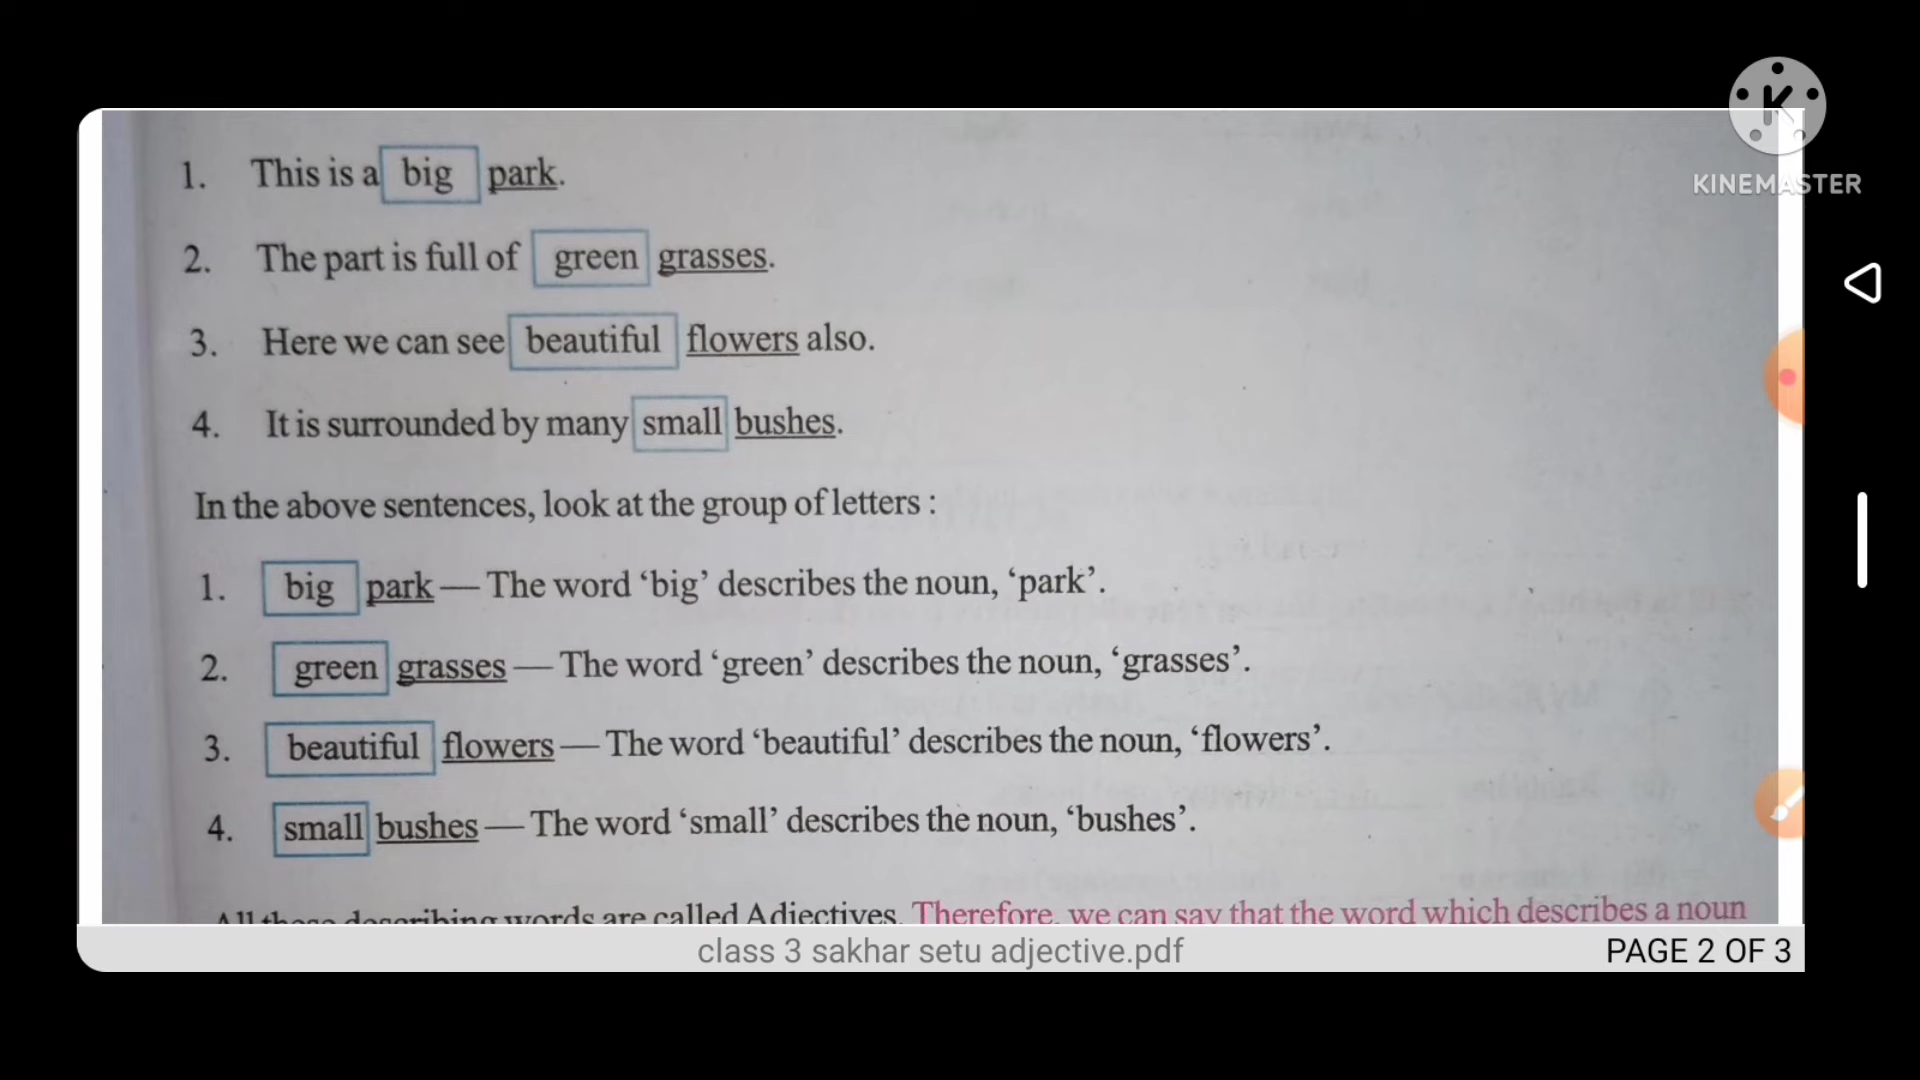 KINEMASTER
1. This is a big park.
2. The part is full of green grasses.
3. Here we can see beautiful flowers also.
4. It is surrounded by many small bushes.
In the above sentences, look at the group of letters :
1. big park — The word ‘big’ describes the noun, ‘park’.
2. green grasses — The word ‘green’ describes the noun, ‘grasses’.
3. beautiful flowers — The word ‘beautiful’ describes the noun, ‘flowers’.
4. small bushes — The word ‘small’ describes the noun, ‘bushes’.
All these describing words are called Adjectives. Therefore, we can say that the word which describes a noun
class 3 sakhar setu adjective.pdf PAGE 2 OF 3